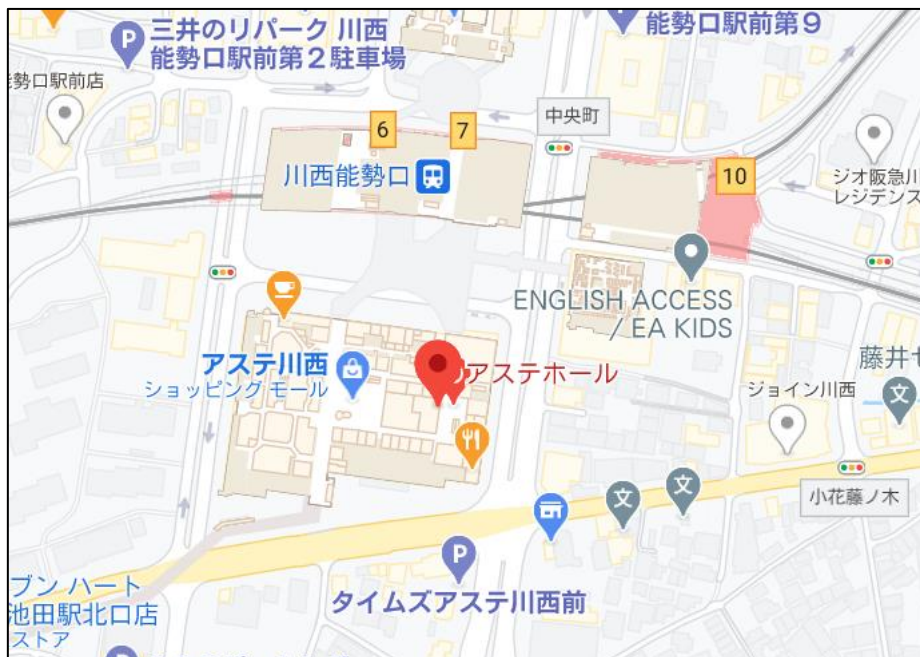 三井のリパーク 川西
能勢口駅前第2駐車場
能勢口駅前第9
勢口駅前店
6
7
中央町
川西能勢口
10
ジオ阪急川
レジデンス
ENGLISH ACCESS
/ EA KIDS
アステ川西
ショッピング モール
アステホール
藤井
ジョイン川西
小花藤ノ木
タイムズアステ川西前
ブン ハート
池田駅北口店
ストア